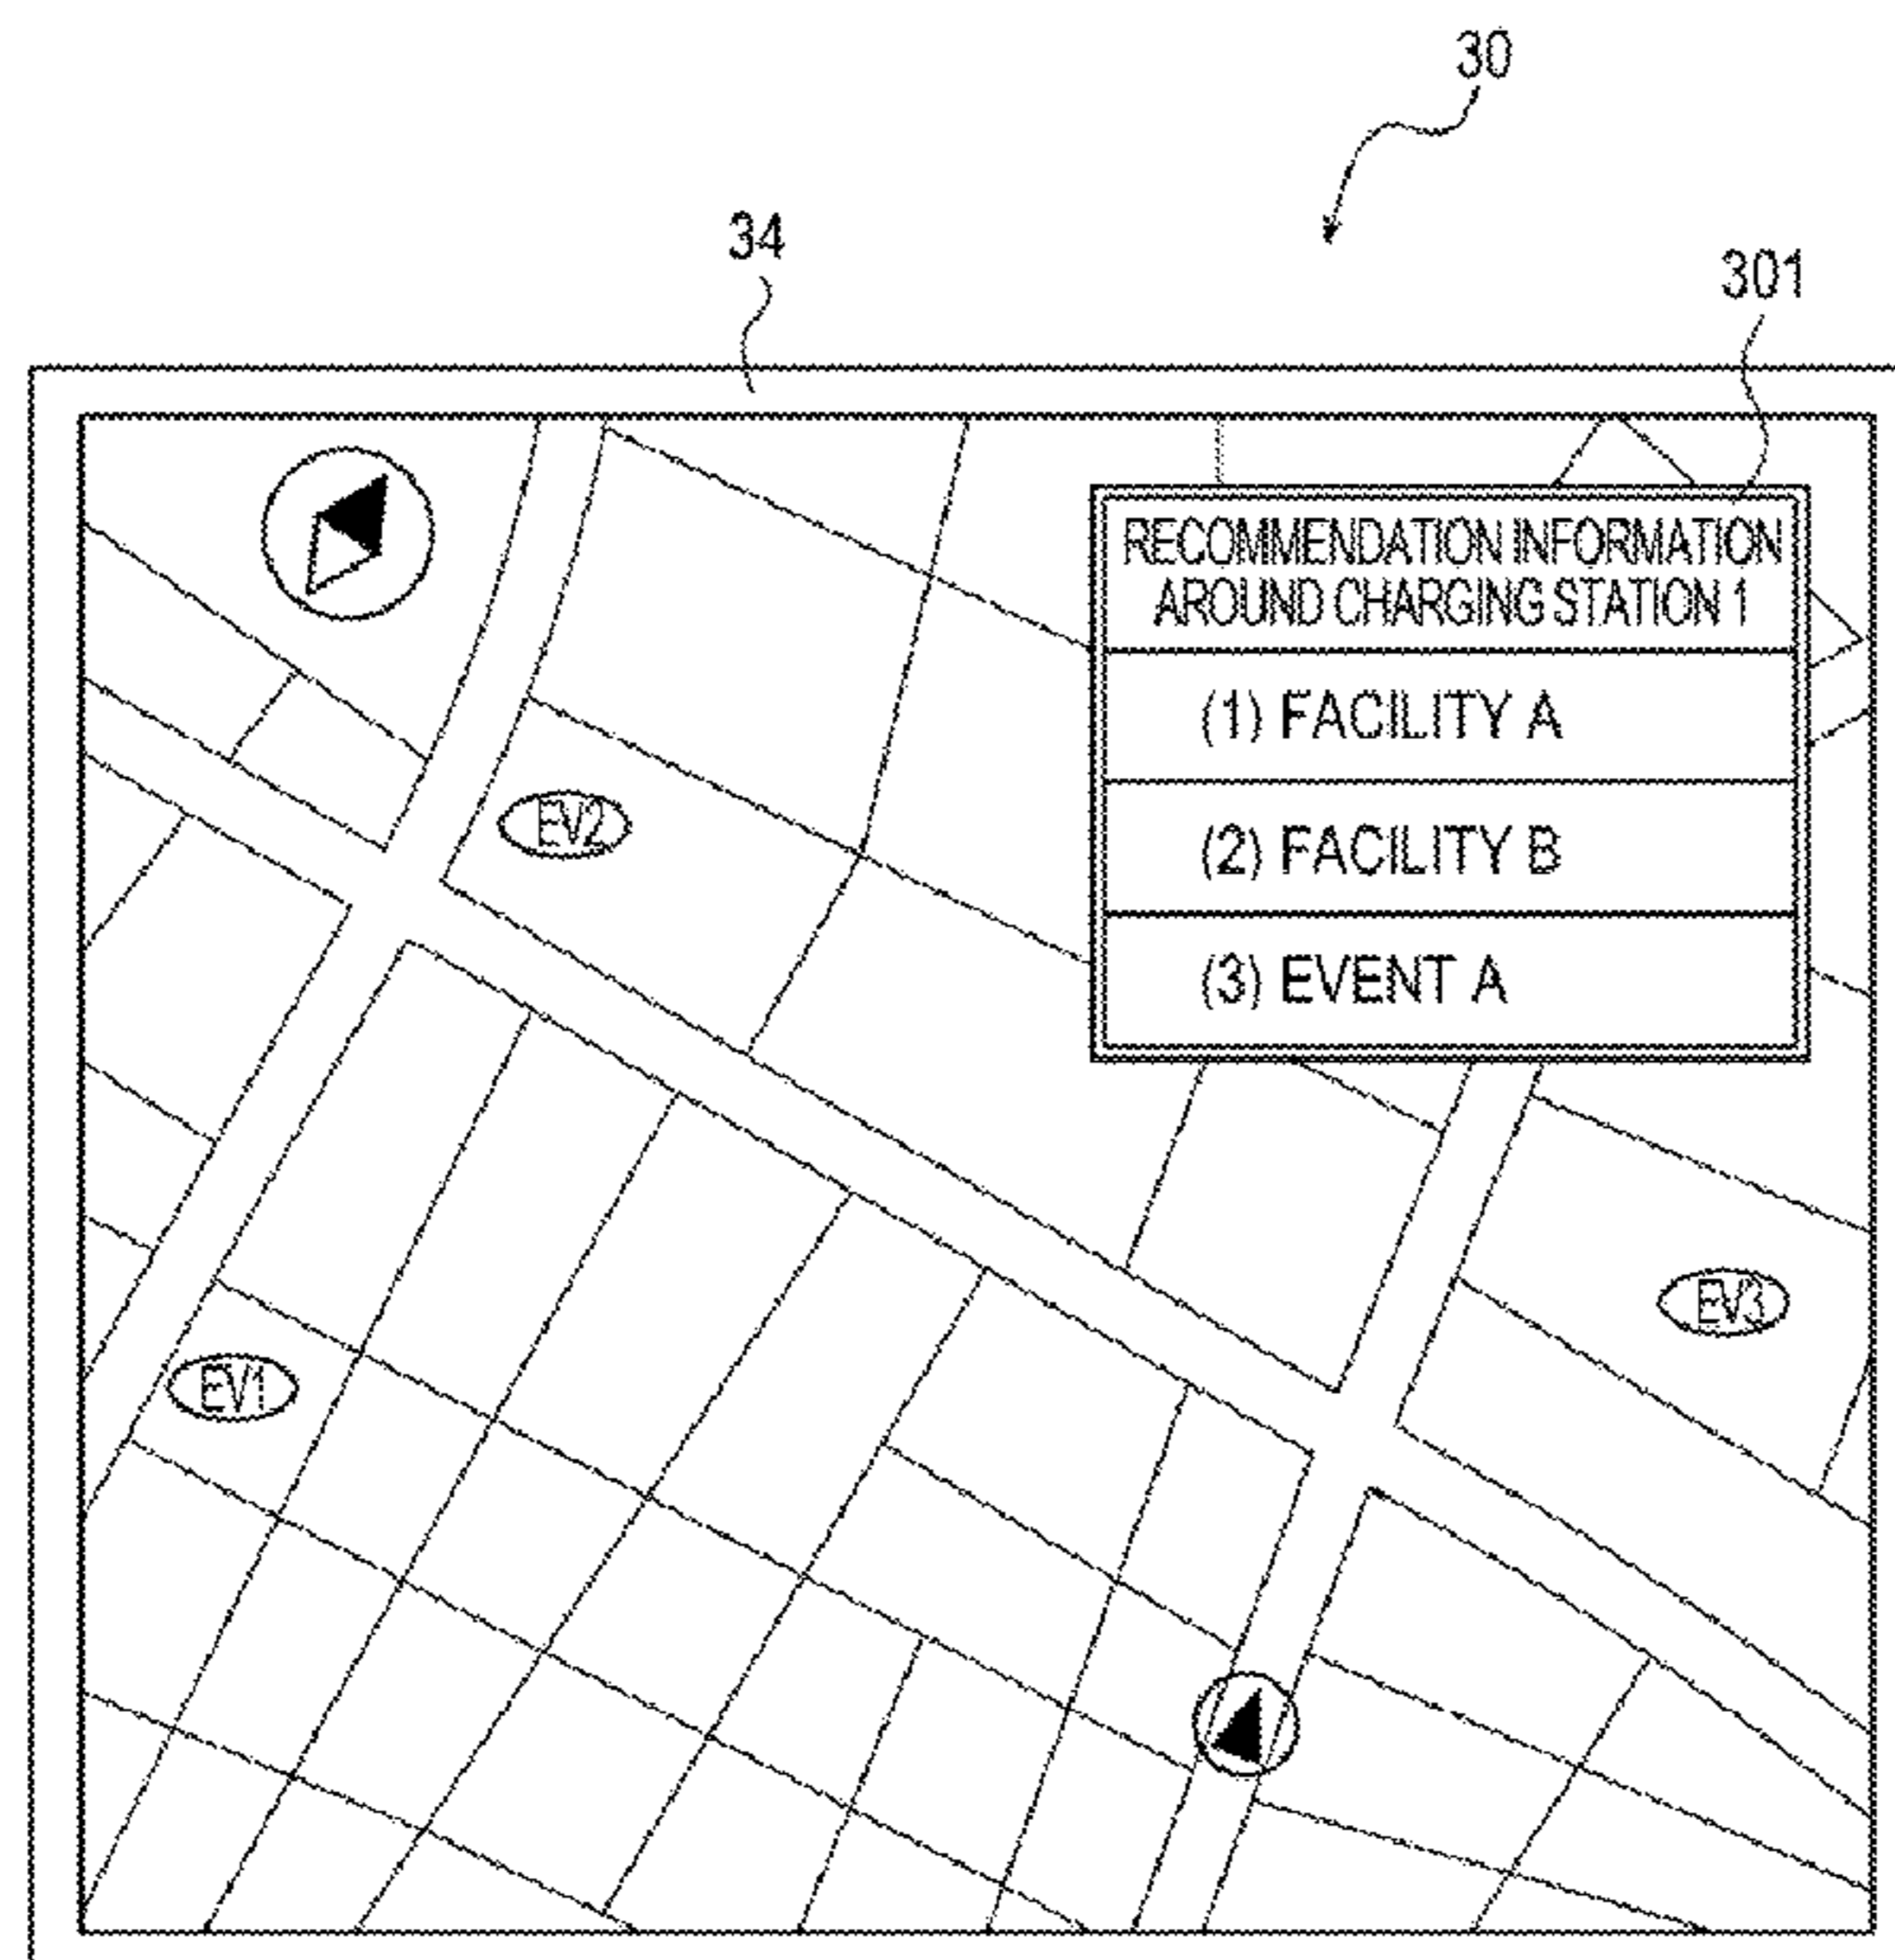 30
34
301
RECOMMENDATION INFORMATION
AROUND CHARGING STATION 1
(1) FACILITY A
(2) FACILITY B
(3) EVENT A
EV2
EV3
EV1